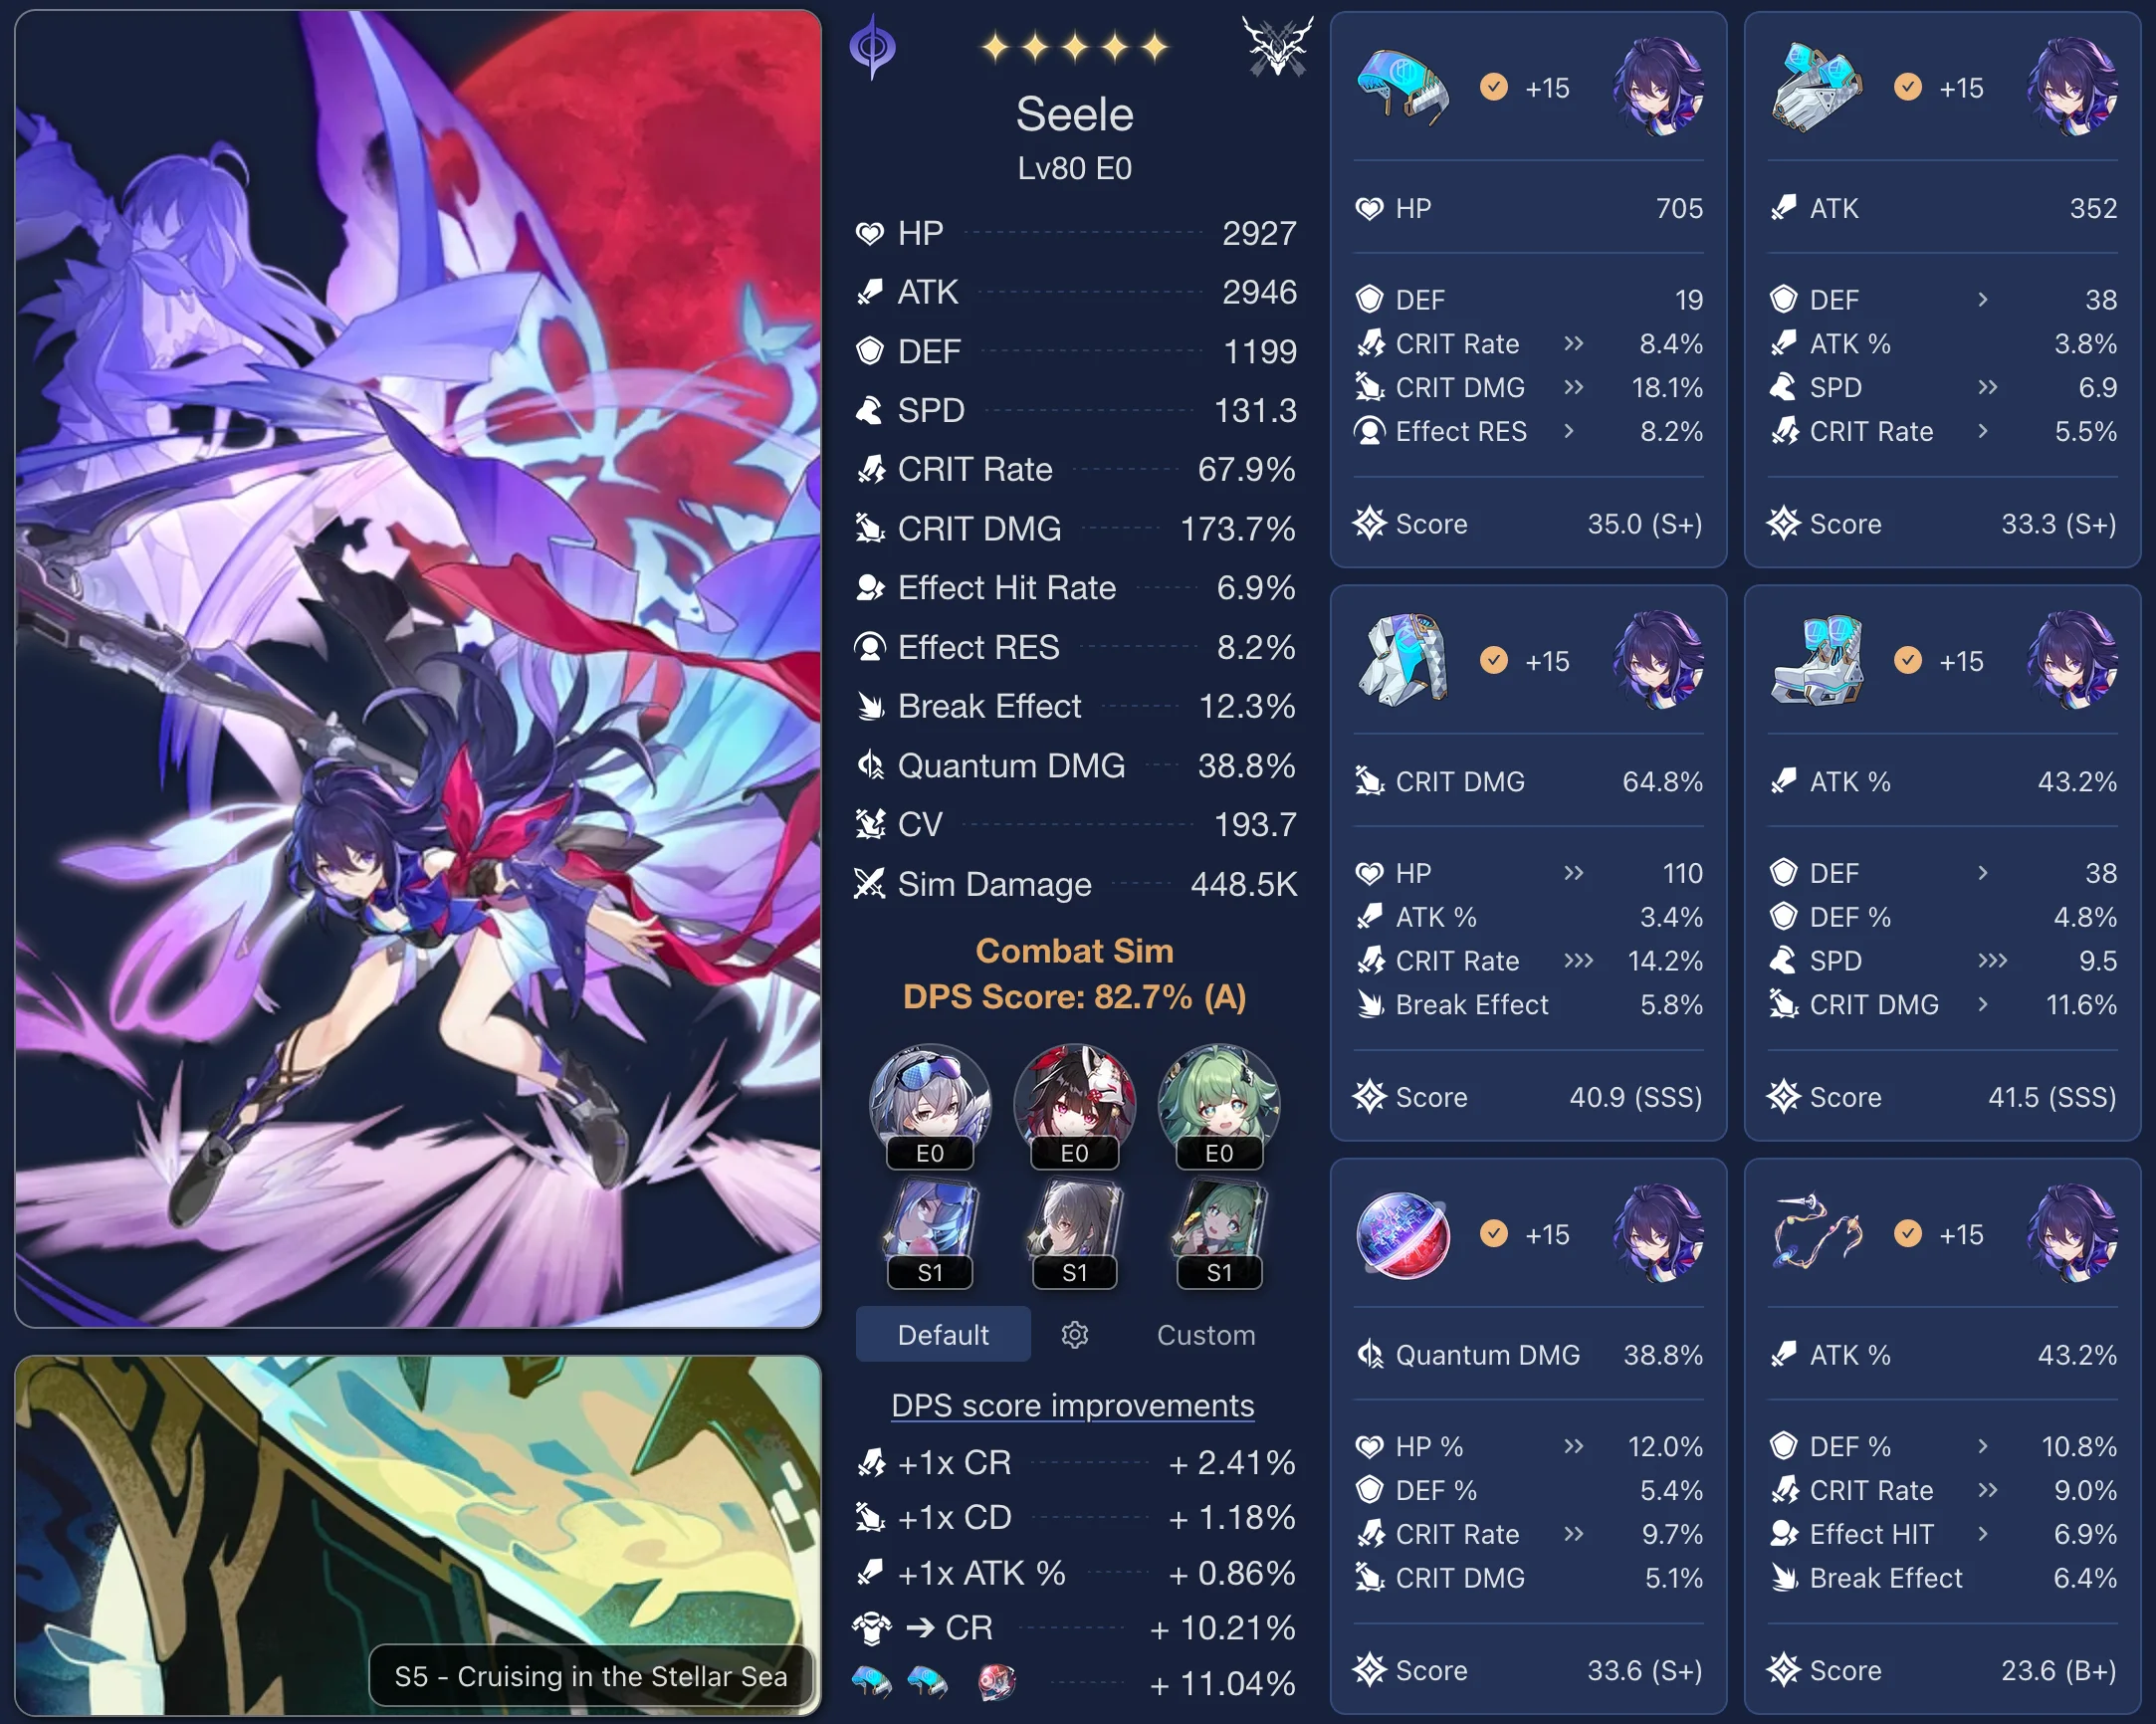 Seele
Lv80 E0
HP 2927
ATK 2946
DEF 1199
SPD 131.3
CRIT Rate 67.9%
CRIT DMG 173.7%
Effect Hit Rate 6.9%
Effect RES 8.2%
Break Effect 12.3%
Quantum DMG 38.8%
CV 193.7
Sim Damage 448.5K
Combat Sim
DPS Score: 82.7% (A)
E0 E0 E0
S1 S1 S1
Default Custom
DPS score improvements
+1x CR + 2.41%
+1x CD + 1.18%
+1x ATK % + 0.86%
→ CR + 10.21%
+ 11.04%
S5 - Cruising in the Stellar Sea
+15
HP 705
DEF 19
CRIT Rate >> 8.4%
CRIT DMG >> 18.1%
Effect RES > 8.2%
Score 35.0 (S+)
+15
ATK 352
DEF > 38
ATK % 3.8%
SPD >> 6.9
CRIT Rate > 5.5%
Score 33.3 (S+)
+15
CRIT DMG 64.8%
HP >> 110
ATK % 3.4%
CRIT Rate >>> 14.2%
Break Effect 5.8%
Score 40.9 (SSS)
+15
ATK % 43.2%
DEF > 38
DEF % 4.8%
SPD >>> 9.5
CRIT DMG > 11.6%
Score 41.5 (SSS)
+15
Quantum DMG 38.8%
HP % >> 12.0%
DEF % 5.4%
CRIT Rate >> 9.7%
CRIT DMG 5.1%
Score 33.6 (S+)
+15
ATK % 43.2%
DEF % > 10.8%
CRIT Rate >> 9.0%
Effect HIT > 6.9%
Break Effect 6.4%
Score 23.6 (B+)